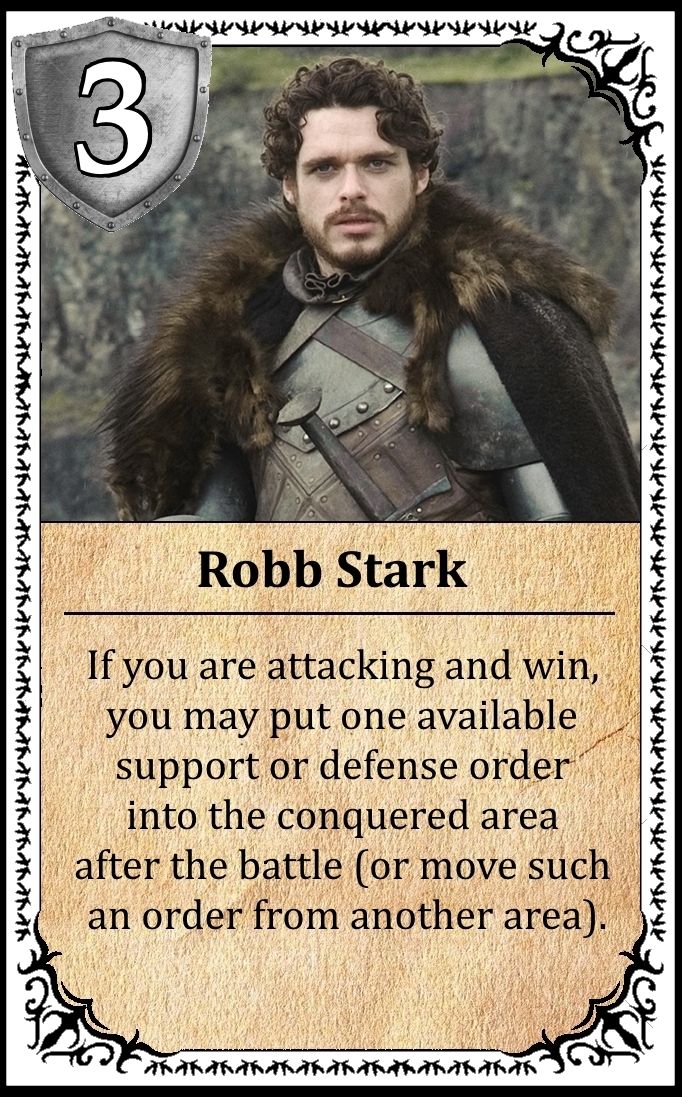 3
Robb Stark
If you are attacking and win,
you may put one available
support or defense order
into the conquered area
after the battle (or move such
an order from another area).